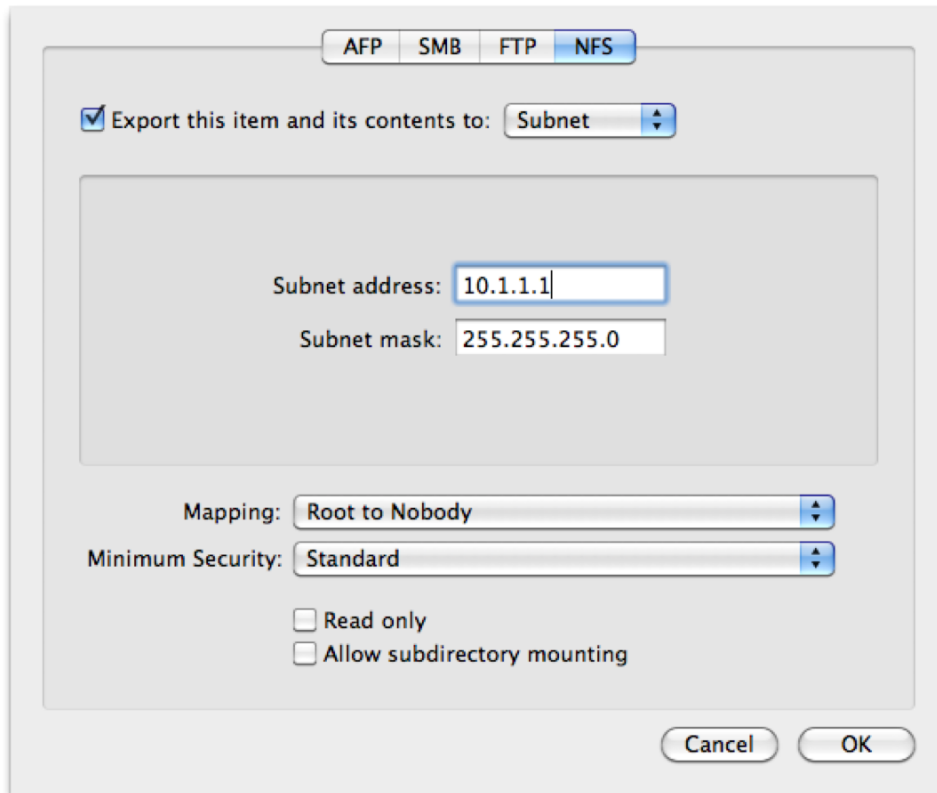 AFP SMB FTP NFS
Export this item and its contents to: Subnet
Subnet address: 10.1.1.1
Subnet mask: 255.255.255.0
Mapping: Root to Nobody
Minimum Security: Standard
Read only
Allow subdirectory mounting
Cancel OK